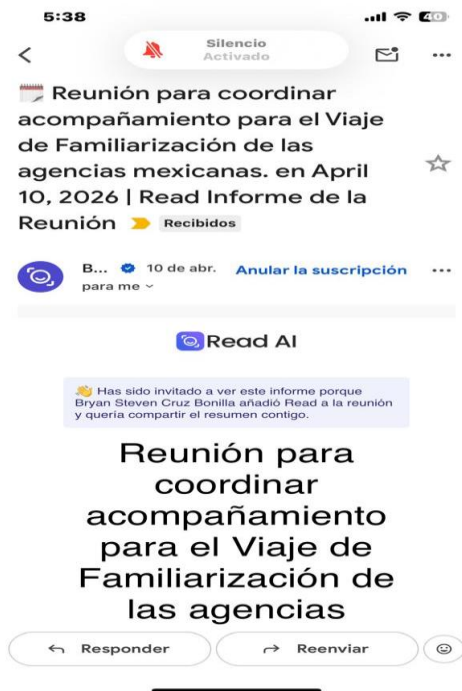 5:38
Silencio
Activado
40
Reunión para coordinar
acompañamiento para el Viaje
de Familiarización de las
agencias mexicanas. en April
10, 2026 | Read Informe de la
Reunión Recibidos
B... 10 de abr. Anular la suscripción
para me
Read AI
Has sido invitado a ver este informe porque
Bryan Steven Cruz Bonilla añadió Read a la reunión
y quería compartir el resumen contigo.
Reunión para
coordinar
acompañamiento
para el Viaje de
Familiarización de
las agencias
Responder Reenviar